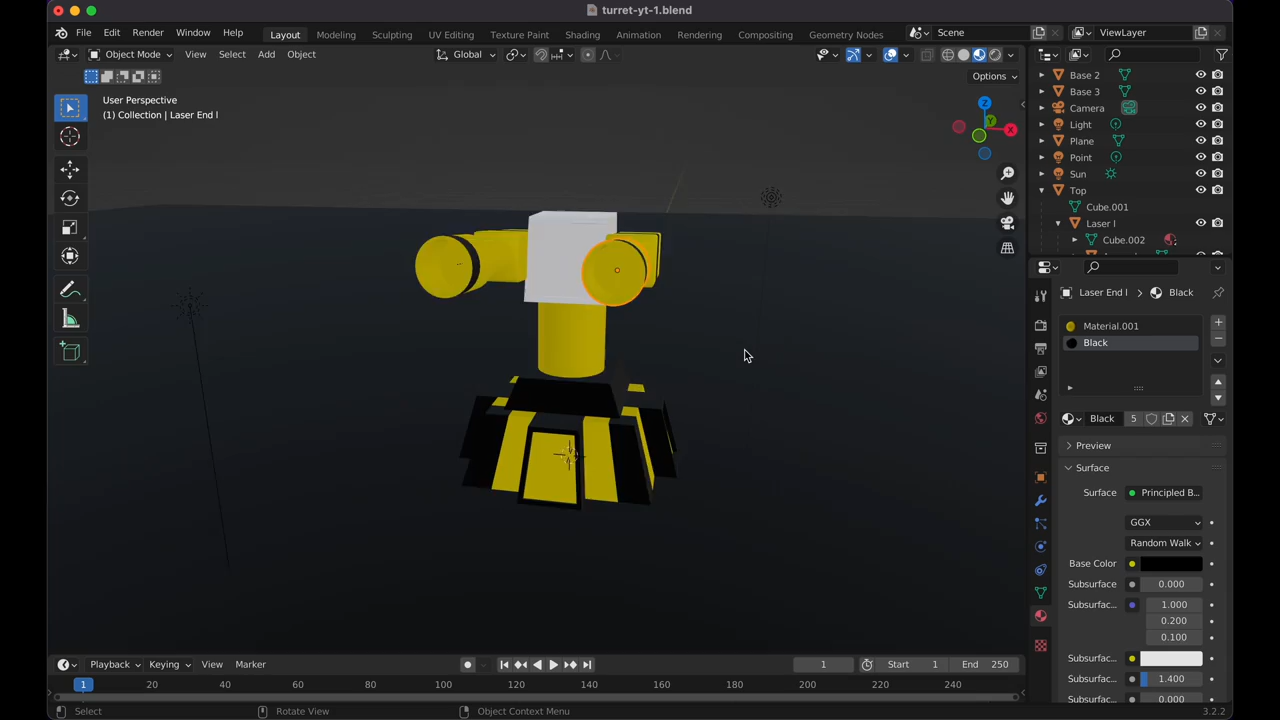 turret-yt-1.blend
File Edit Render Window Help Layout Modeling Sculpting UV Editing Texture Paint Shading Animation Rendering Compositing Geometry Nodes Scene ViewLayer
Object Mode View Select Add Object Global
Options
User Perspective
(1) Collection | Laser End l
Z
Y
X
Base 2
Base 3
Camera
Light
Plane
Point
Sun
Top
Cube.001
Laser l
Cube.002
Laser End l Black
Material.001
Black
Black 5
Preview
Surface
Surface Principled B...
GGX
Random Walk
Base Color
Subsurface 0.000
Subsurfac... 1.000
0.200
0.100
Subsurfac...
Subsurfac... 1.400
Subsurfac... 0.000
Playback Keying View Marker 1 Start 1 End 250
1 20 40 60 80 100 120 140 160 180 200 220 240
Select Rotate View Object Context Menu 3.2.2